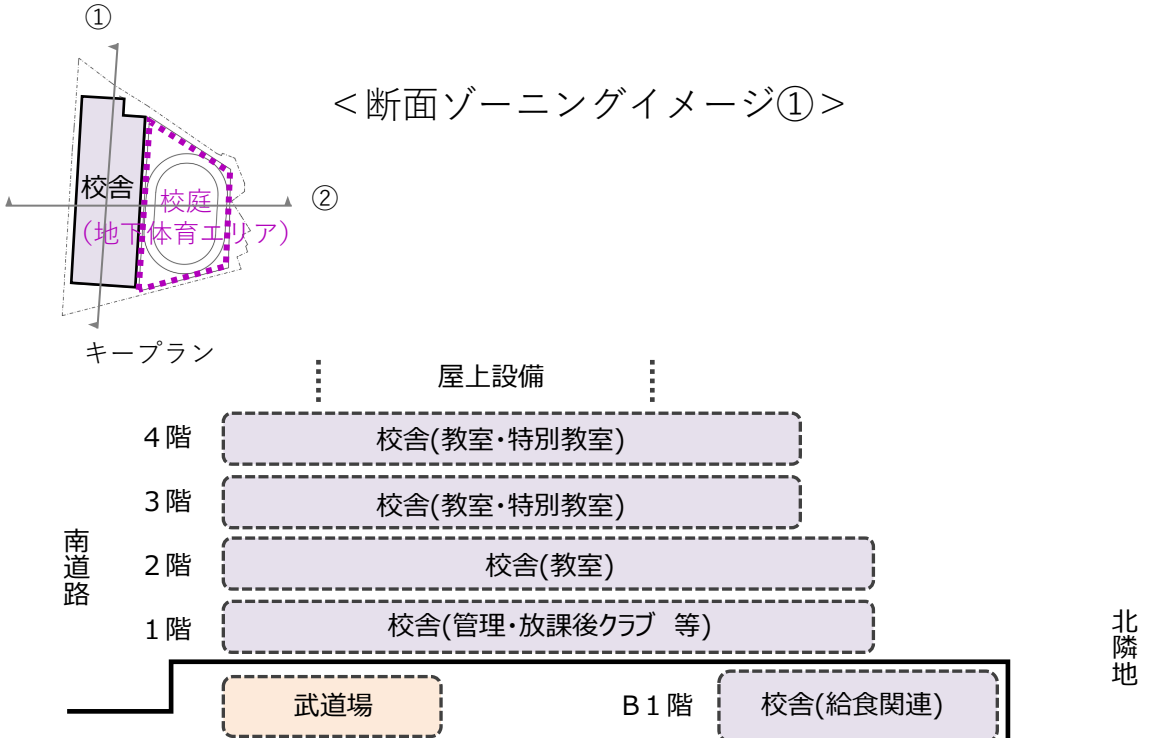 ①
＜断面ゾーニングイメージ①＞
校舎
校庭
②
(地下体育エリア)
キープラン
屋上設備
４階
校舎(教室・特別教室)
３階
校舎(教室・特別教室)
南道路
２階
校舎(教室)
１階
校舎(管理・放課後クラブ 等)
北隣地
武道場
Ｂ１階
校舎(給食関連)